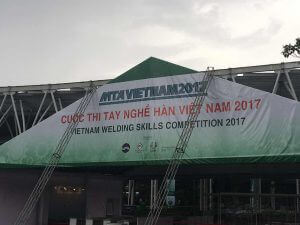 MTA VIETNAM 2017
CUỘC THI TAY NGHỀ HÀN VIỆT NAM 2017
VIETNAM WELDING SKILLS COMPETITION 2017